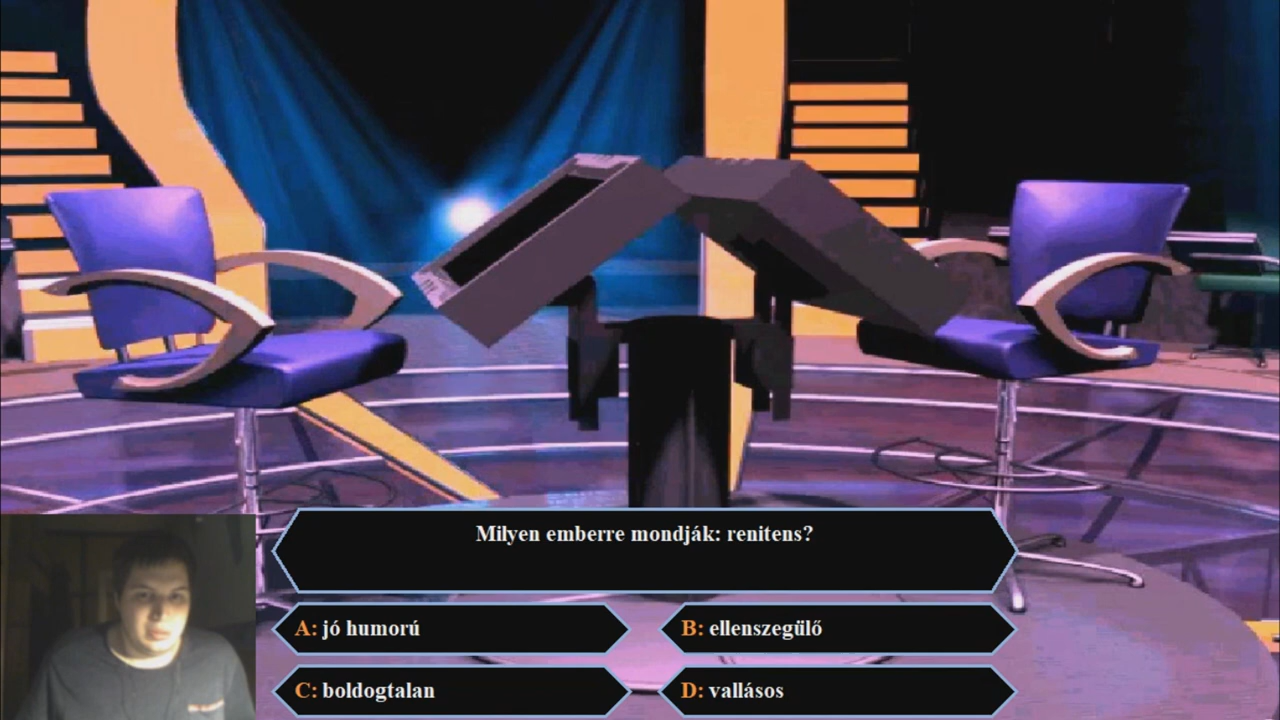 Milyen emberre mondják: renitens?
A: jó humorú
B: ellenszegülő
C: boldogtalan
D: vallásos